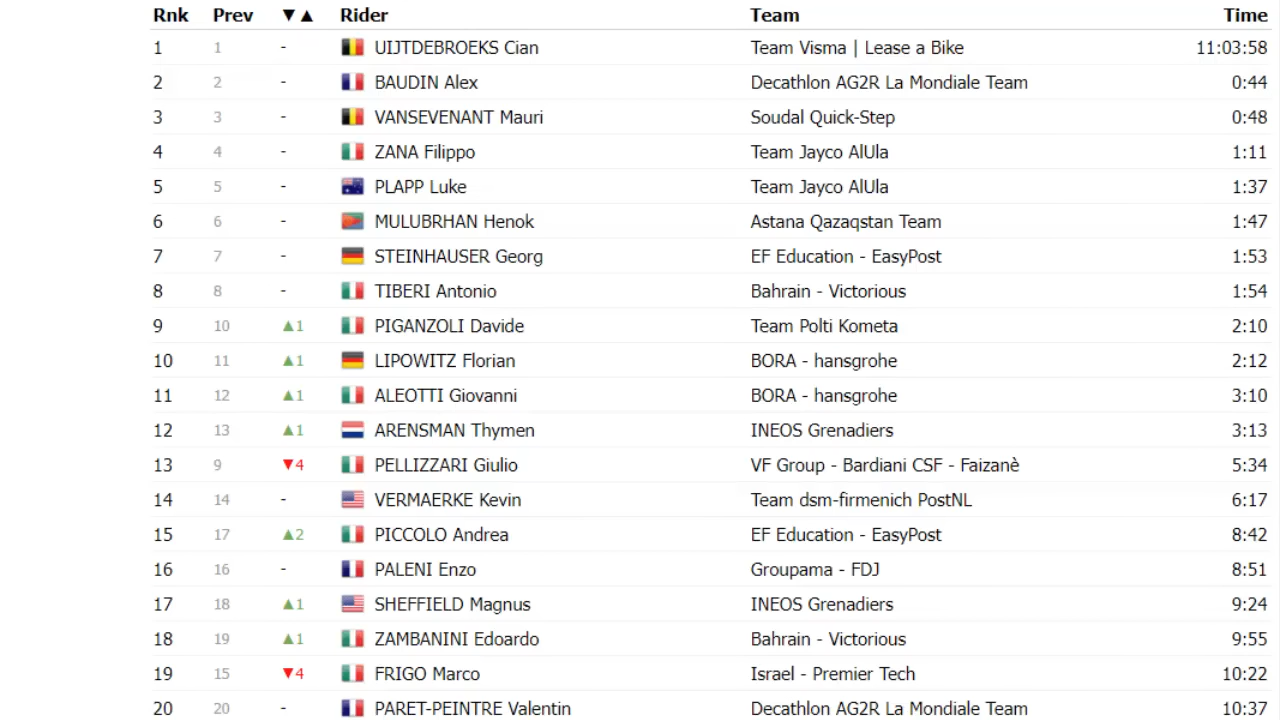 Rnk Prev ▼▲ Rider Team Time
1 1 - UIJTDEBROEKS Cian Team Visma | Lease a Bike 11:03:58
2 2 - BAUDIN Alex Decathlon AG2R La Mondiale Team 0:44
3 3 - VANSEVENANT Mauri Soudal Quick-Step 0:48
4 4 - ZANA Filippo Team Jayco AlUla 1:11
5 5 - PLAPP Luke Team Jayco AlUla 1:37
6 6 - MULUBRHAN Henok Astana Qazaqstan Team 1:47
7 7 - STEINHAUSER Georg EF Education - EasyPost 1:53
8 8 - TIBERI Antonio Bahrain - Victorious 1:54
9 10 ▲1 PIGANZOLI Davide Team Polti Kometa 2:10
10 11 ▲1 LIPOWITZ Florian BORA - hansgrohe 2:12
11 12 ▲1 ALEOTTI Giovanni BORA - hansgrohe 3:10
12 13 ▲1 ARENSMAN Thymen INEOS Grenadiers 3:13
13 9 ▼4 PELLIZZARI Giulio VF Group - Bardiani CSF - Faizanè 5:34
14 14 - VERMAERKE Kevin Team dsm-firmenich PostNL 6:17
15 17 ▲2 PICCOLO Andrea EF Education - EasyPost 8:42
16 16 - PALENI Enzo Groupama - FDJ 8:51
17 18 ▲1 SHEFFIELD Magnus INEOS Grenadiers 9:24
18 19 ▲1 ZAMBANINI Edoardo Bahrain - Victorious 9:55
19 15 ▼4 FRIGO Marco Israel - Premier Tech 10:22
20 20 - PARET-PEINTRE Valentin Decathlon AG2R La Mondiale Team 10:37